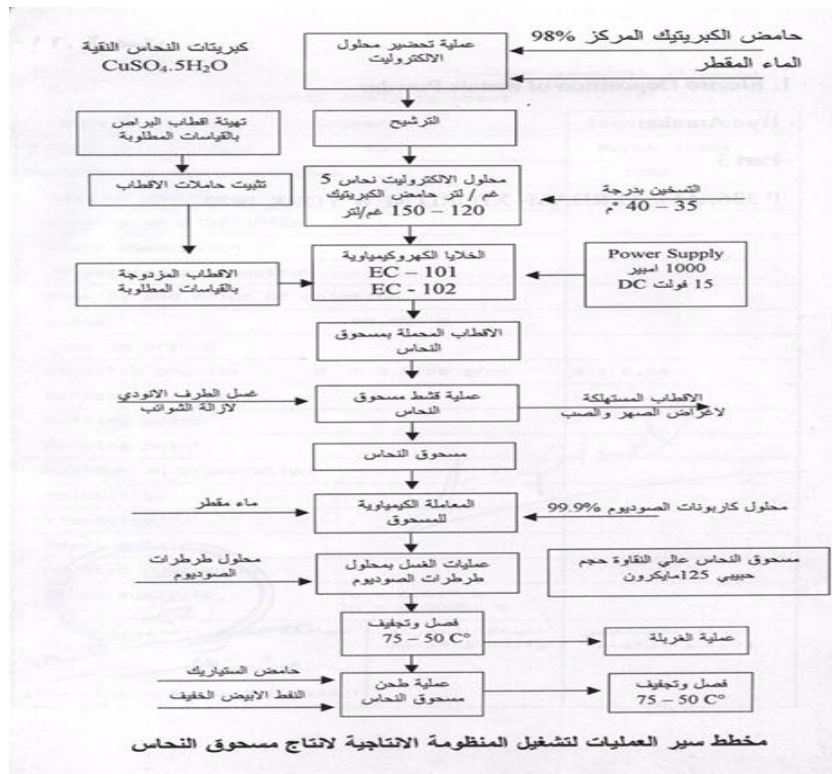 كبريتات النحاس النقية
CuSO₄.5H₂O
عملية تحضير محلول
الالكتروليت
حامض الكبريتيك المركز 98%
الماء المقطر
تهيئة اقطاب البراص
بالقياسات المطلوبة
الترشيح
تثبيت حاملات الاقطاب
محلول الالكتروليت نحاس 5
غم / لتر حامض الكبريتيك
120 – 150 غم/لتر
التسخين بدرجة
35 – 40 م°
الاقطاب المزدوجة
بالقياسات المطلوبة
الخلايا الكهروكيمياوية
EC – 101
EC - 102
Power Supply
1000 امبير
15 فولت DC
الاقطاب المحملة بمسحوق
النحاس
غسل الطرف الانودي
لازالة الشوائب
عملية قشط مسحوق
النحاس
الاقطاب المستهلكة
لاغراض الصهر والصب
مسحوق النحاس
ماء مقطر
المعاملة الكيمياوية
للمسحوق
محلول كاربونات الصوديوم 99.9%
محلول طرطرات
الصوديوم
عمليات الغسل بمحلول
طرطرات الصوديوم
مسحوق النحاس عالي النقاوة حجم
حبيبي 125مايكرون
فصل وتجفيف
75 – 50 C°
عملية الغربلة
حامض الستياريك
النفط الابيض الخفيف
عملية طحن
مسحوق النحاس
فصل وتجفيف
75 – 50 C°
مخطط سير العمليات لتشغيل المنظومة الانتاجية لانتاج مسحوق النحاس